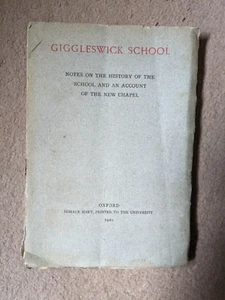 GIGGLESWICK SCHOOL
NOTES ON THE HISTORY OF THE
SCHOOL AND AN ACCOUNT
OF THE NEW CHAPEL
OXFORD
HORACE HART, PRINTER TO THE UNIVERSITY
1901